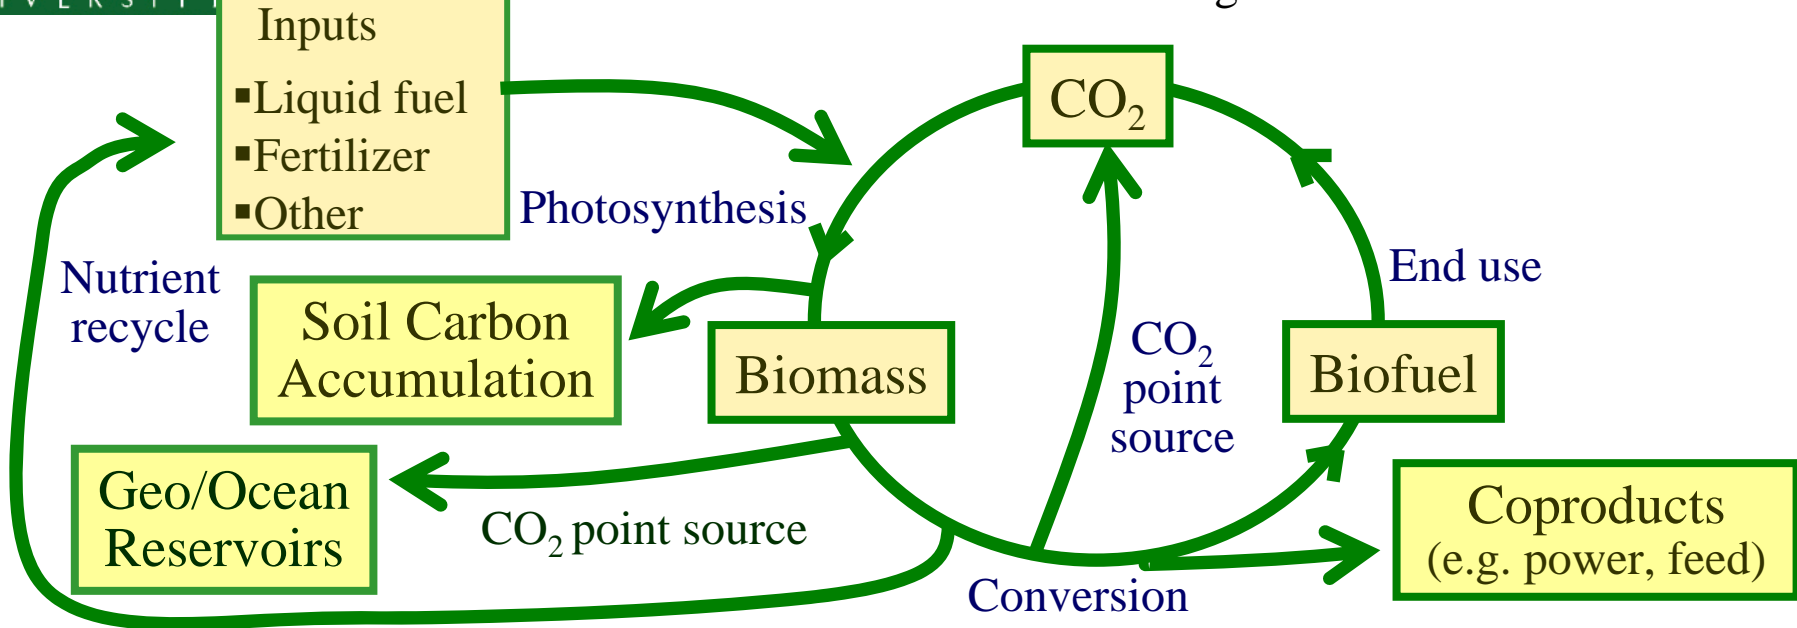 Inputs
▪Liquid fuel
▪Fertilizer
▪Other
CO₂
Photosynthesis
End use
Nutrient
recycle
Soil Carbon
Accumulation
Biomass
CO₂
point
source
Biofuel
Geo/Ocean
Reservoirs
CO₂ point source
Coproducts
(e.g. power, feed)
Conversion